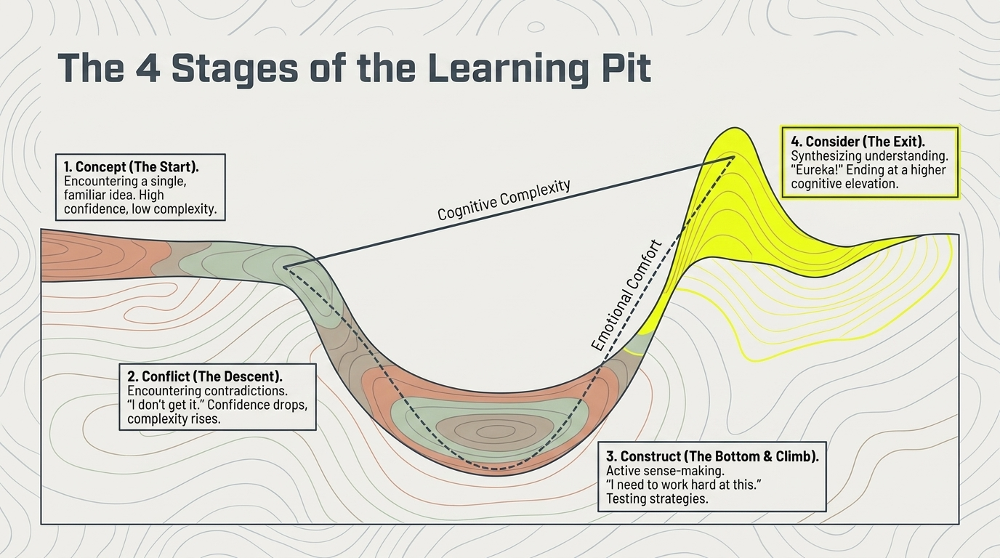 The 4 Stages of the Learning Pit
1. Concept (The Start).
Encountering a single,
familiar idea. High
confidence, low complexity.
4. Consider (The Exit).
Synthesizing understanding.
"Eureka!" Ending at a higher
cognitive elevation.
Cognitive Complexity
Emotional Comfort
2. Conflict (The Descent).
Encountering contradictions.
“I don’t get it.” Confidence drops,
complexity rises.
3. Construct (The Bottom & Climb).
Active sense-making.
“I need to work hard at this.”
Testing strategies.